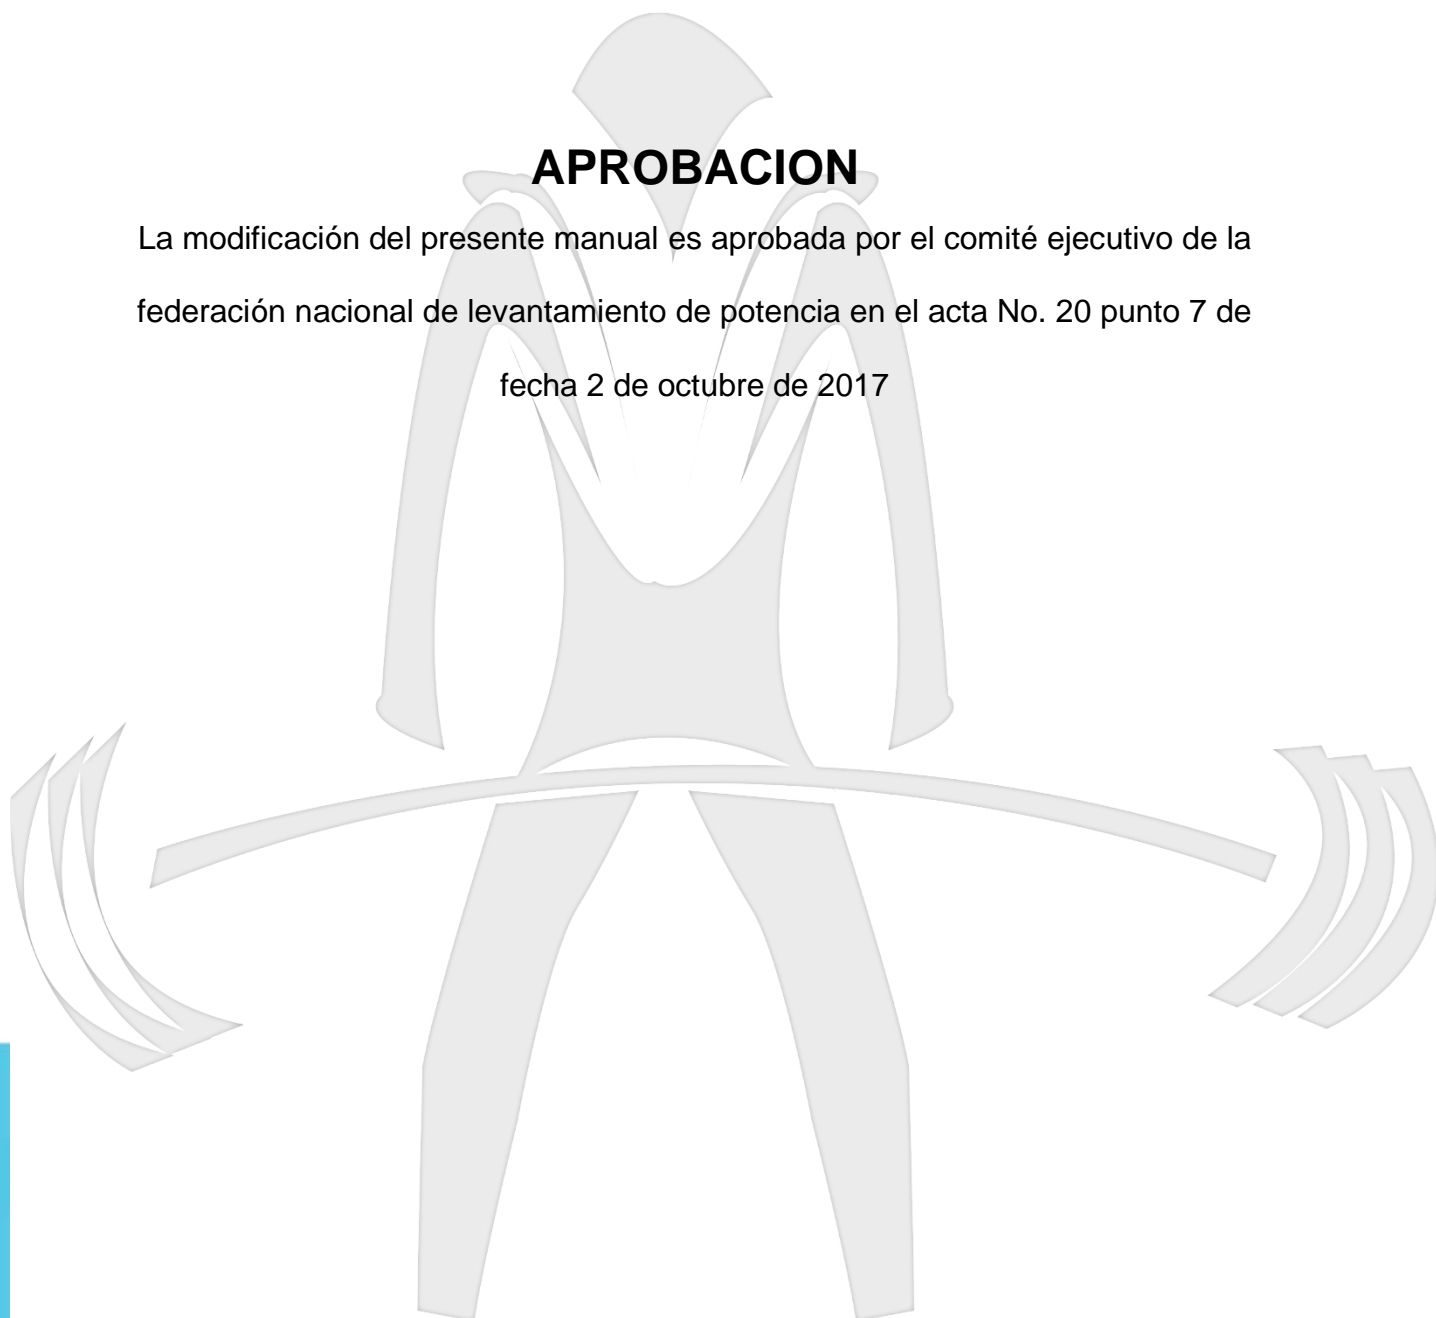 APROBACION
La modificación del presente manual es aprobada por el comité ejecutivo de la
federación nacional de levantamiento de potencia en el acta No. 20 punto 7 de
fecha 2 de octubre de 2017